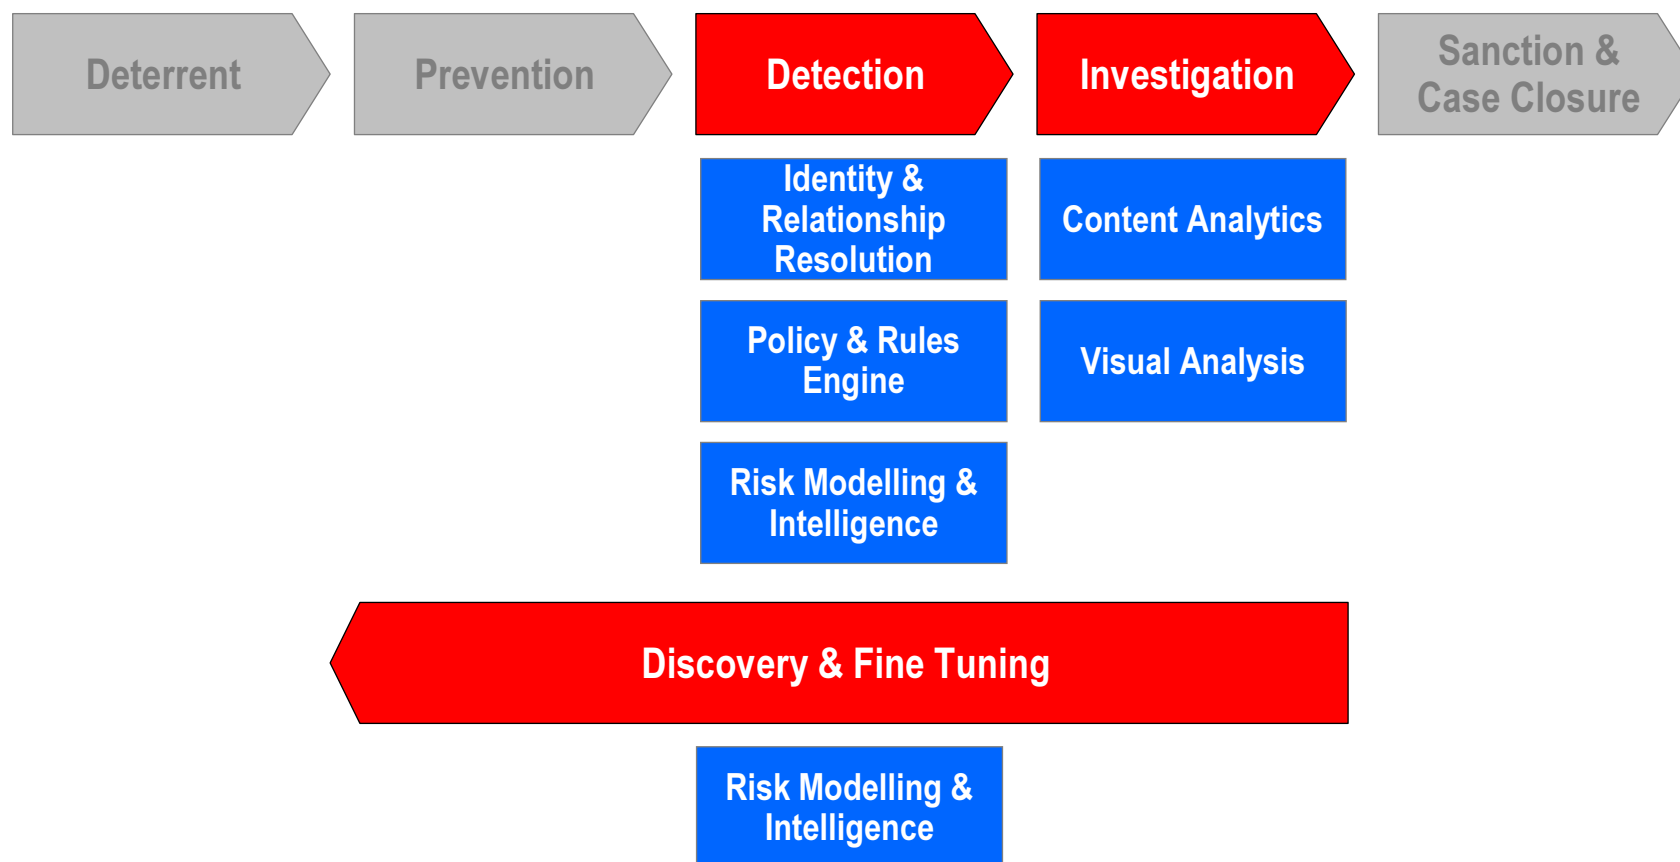 Deterrent
Prevention
Detection
Investigation
Sanction &
Case Closure
Identity &
Relationship
Resolution
Content Analytics
Policy & Rules
Engine
Visual Analysis
Risk Modelling &
Intelligence
Discovery & Fine Tuning
Risk Modelling &
Intelligence